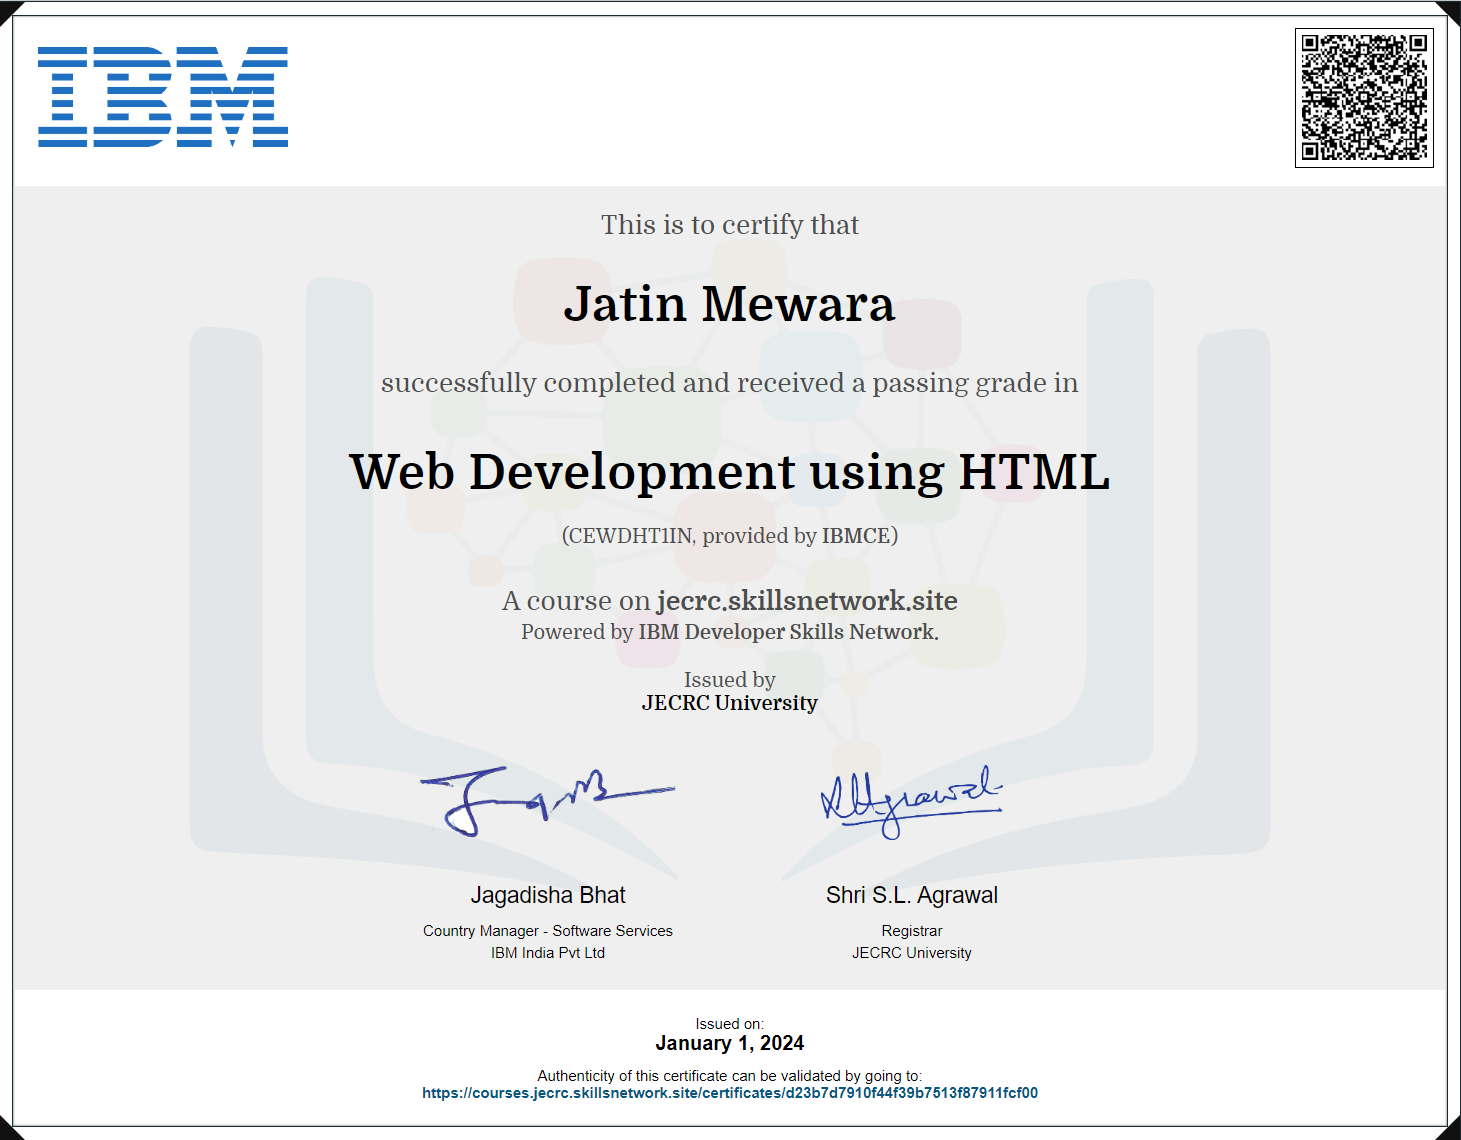 IBM
This is to certify that
Jatin Mewara
successfully completed and received a passing grade in
Web Development using HTML
(CEWDHT1IN, provided by IBMCE)
A course on jecrc.skillsnetwork.site
Powered by IBM Developer Skills Network.
Issued by
JECRC University
Jagadisha Bhat
Country Manager - Software Services
IBM India Pvt Ltd
Shri S.L. Agrawal
Registrar
JECRC University
Issued on:
January 1, 2024
Authenticity of this certificate can be validated by going to:
https://courses.jecrc.skillsnetwork.site/certificates/d23b7d7910f44f39b7513f87911fcf00